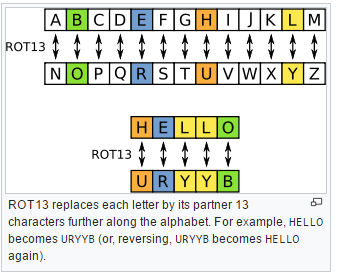 A B C D E F G H I J K L M
ROT13
N O P Q R S T U V W X Y Z
H E L L O
ROT13
U R Y Y B
ROT13 replaces each letter by its partner 13
characters further along the alphabet. For example, HELLO
becomes URYYB (or, reversing, URYYB becomes HELLO
again).